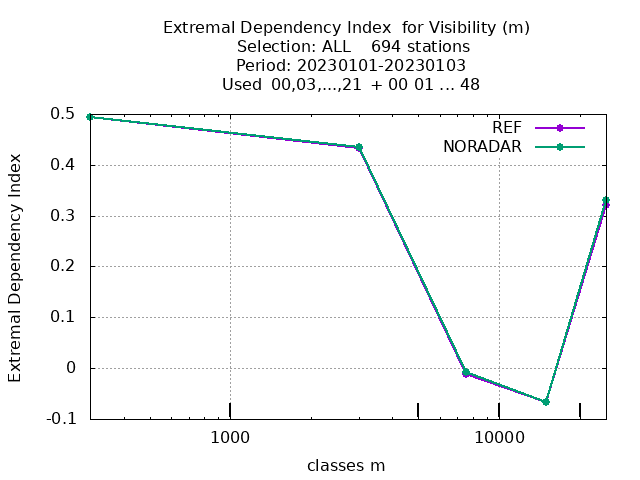 Extremal Dependency Index  for Visibility (m)
Selection: ALL    694 stations
Period: 20230101-20230103
Used  00,03,...,21  + 00 01 ... 48
REF
NORADAR
0.5
0.4
0.3
0.2
0.1
0
-0.1
Extremal Dependency Index
1000
10000
classes m